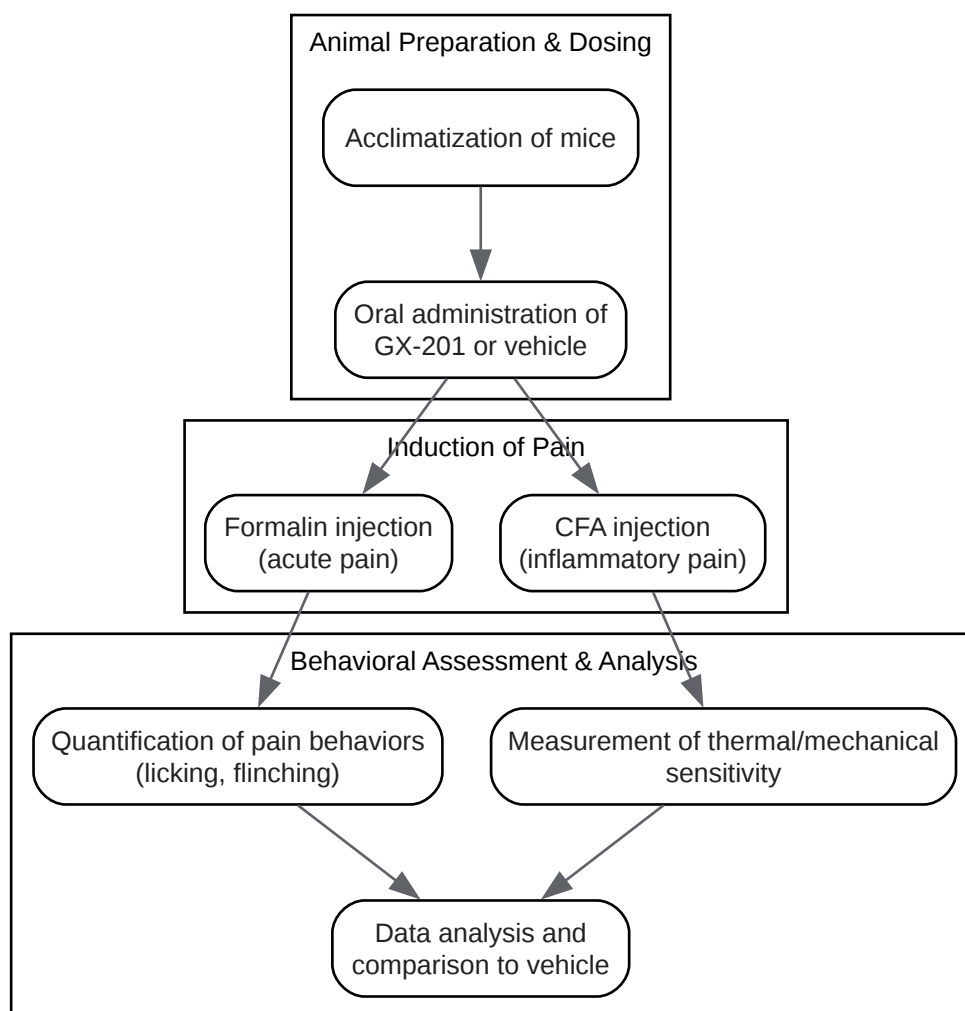 Animal Preparation & Dosing
Acclimatization of mice
Oral administration of
GX-201 or vehicle
Induction of Pain
Formalin injection
(acute pain)
CFA injection
(inflammatory pain)
Behavioral Assessment & Analysis
Quantification of pain behaviors
(licking, flinching)
Measurement of thermal/mechanical
sensitivity
Data analysis and
comparison to vehicle